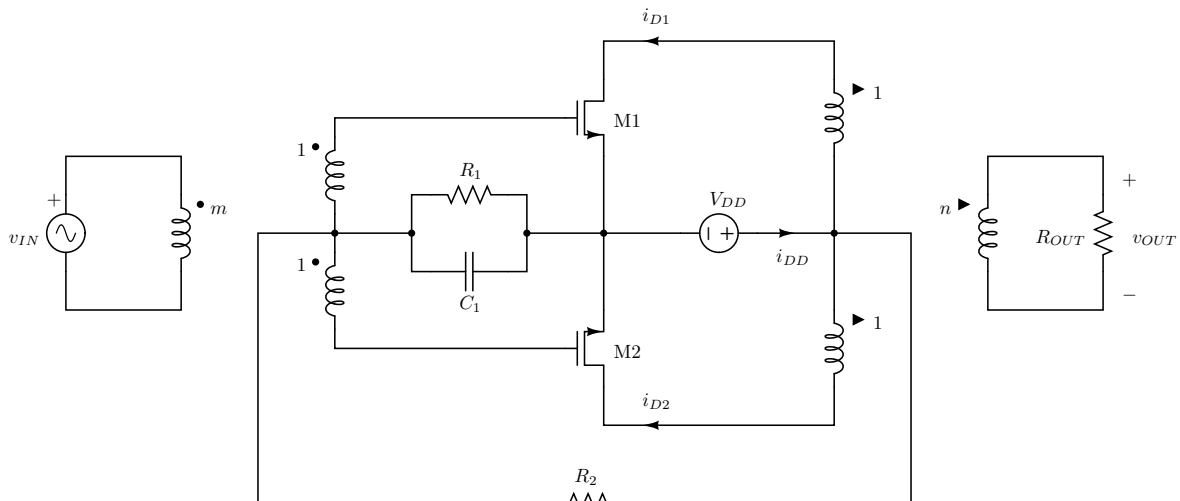 i_{D1}
1
M1
1
R_1
m
n
+
+
V_{DD}
v_{IN}
R_{OUT}
v_{OUT}
+
i_{DD}
1
−
C_1
1
M2
i_{D2}
R_2